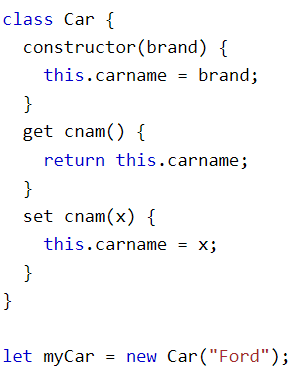 class Car {
  constructor(brand) {
    this.carname = brand;
  }
  get cnam() {
    return this.carname;
  }
  set cnam(x) {
    this.carname = x;
  }
}

let myCar = new Car("Ford");